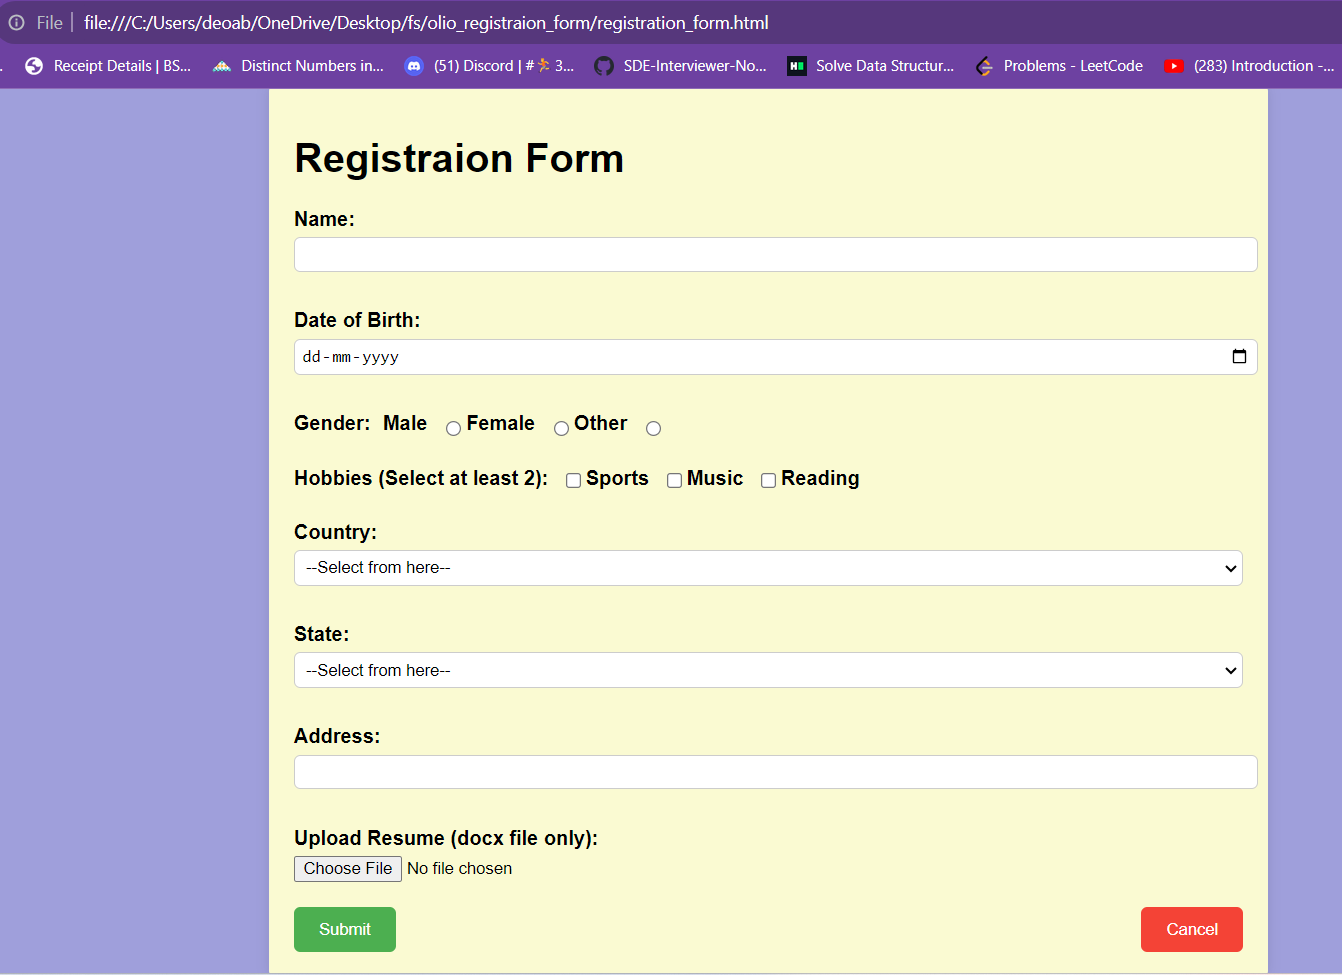 File | file:///C:/Users/deoab/OneDrive/Desktop/fs/olio_registraion_form/registration_form.html
. Receipt Details | BS... Distinct Numbers in... (51) Discord | #🏃 3... SDE-Interviewer-No... Solve Data Structur... Problems - LeetCode (283) Introduction -...
Registraion Form
Name:
Date of Birth:
dd-mm-yyyy
Gender: Male Female Other
Hobbies (Select at least 2): Sports Music Reading
Country:
--Select from here--
State:
--Select from here--
Address:
Upload Resume (docx file only):
Choose File No file chosen
Submit Cancel